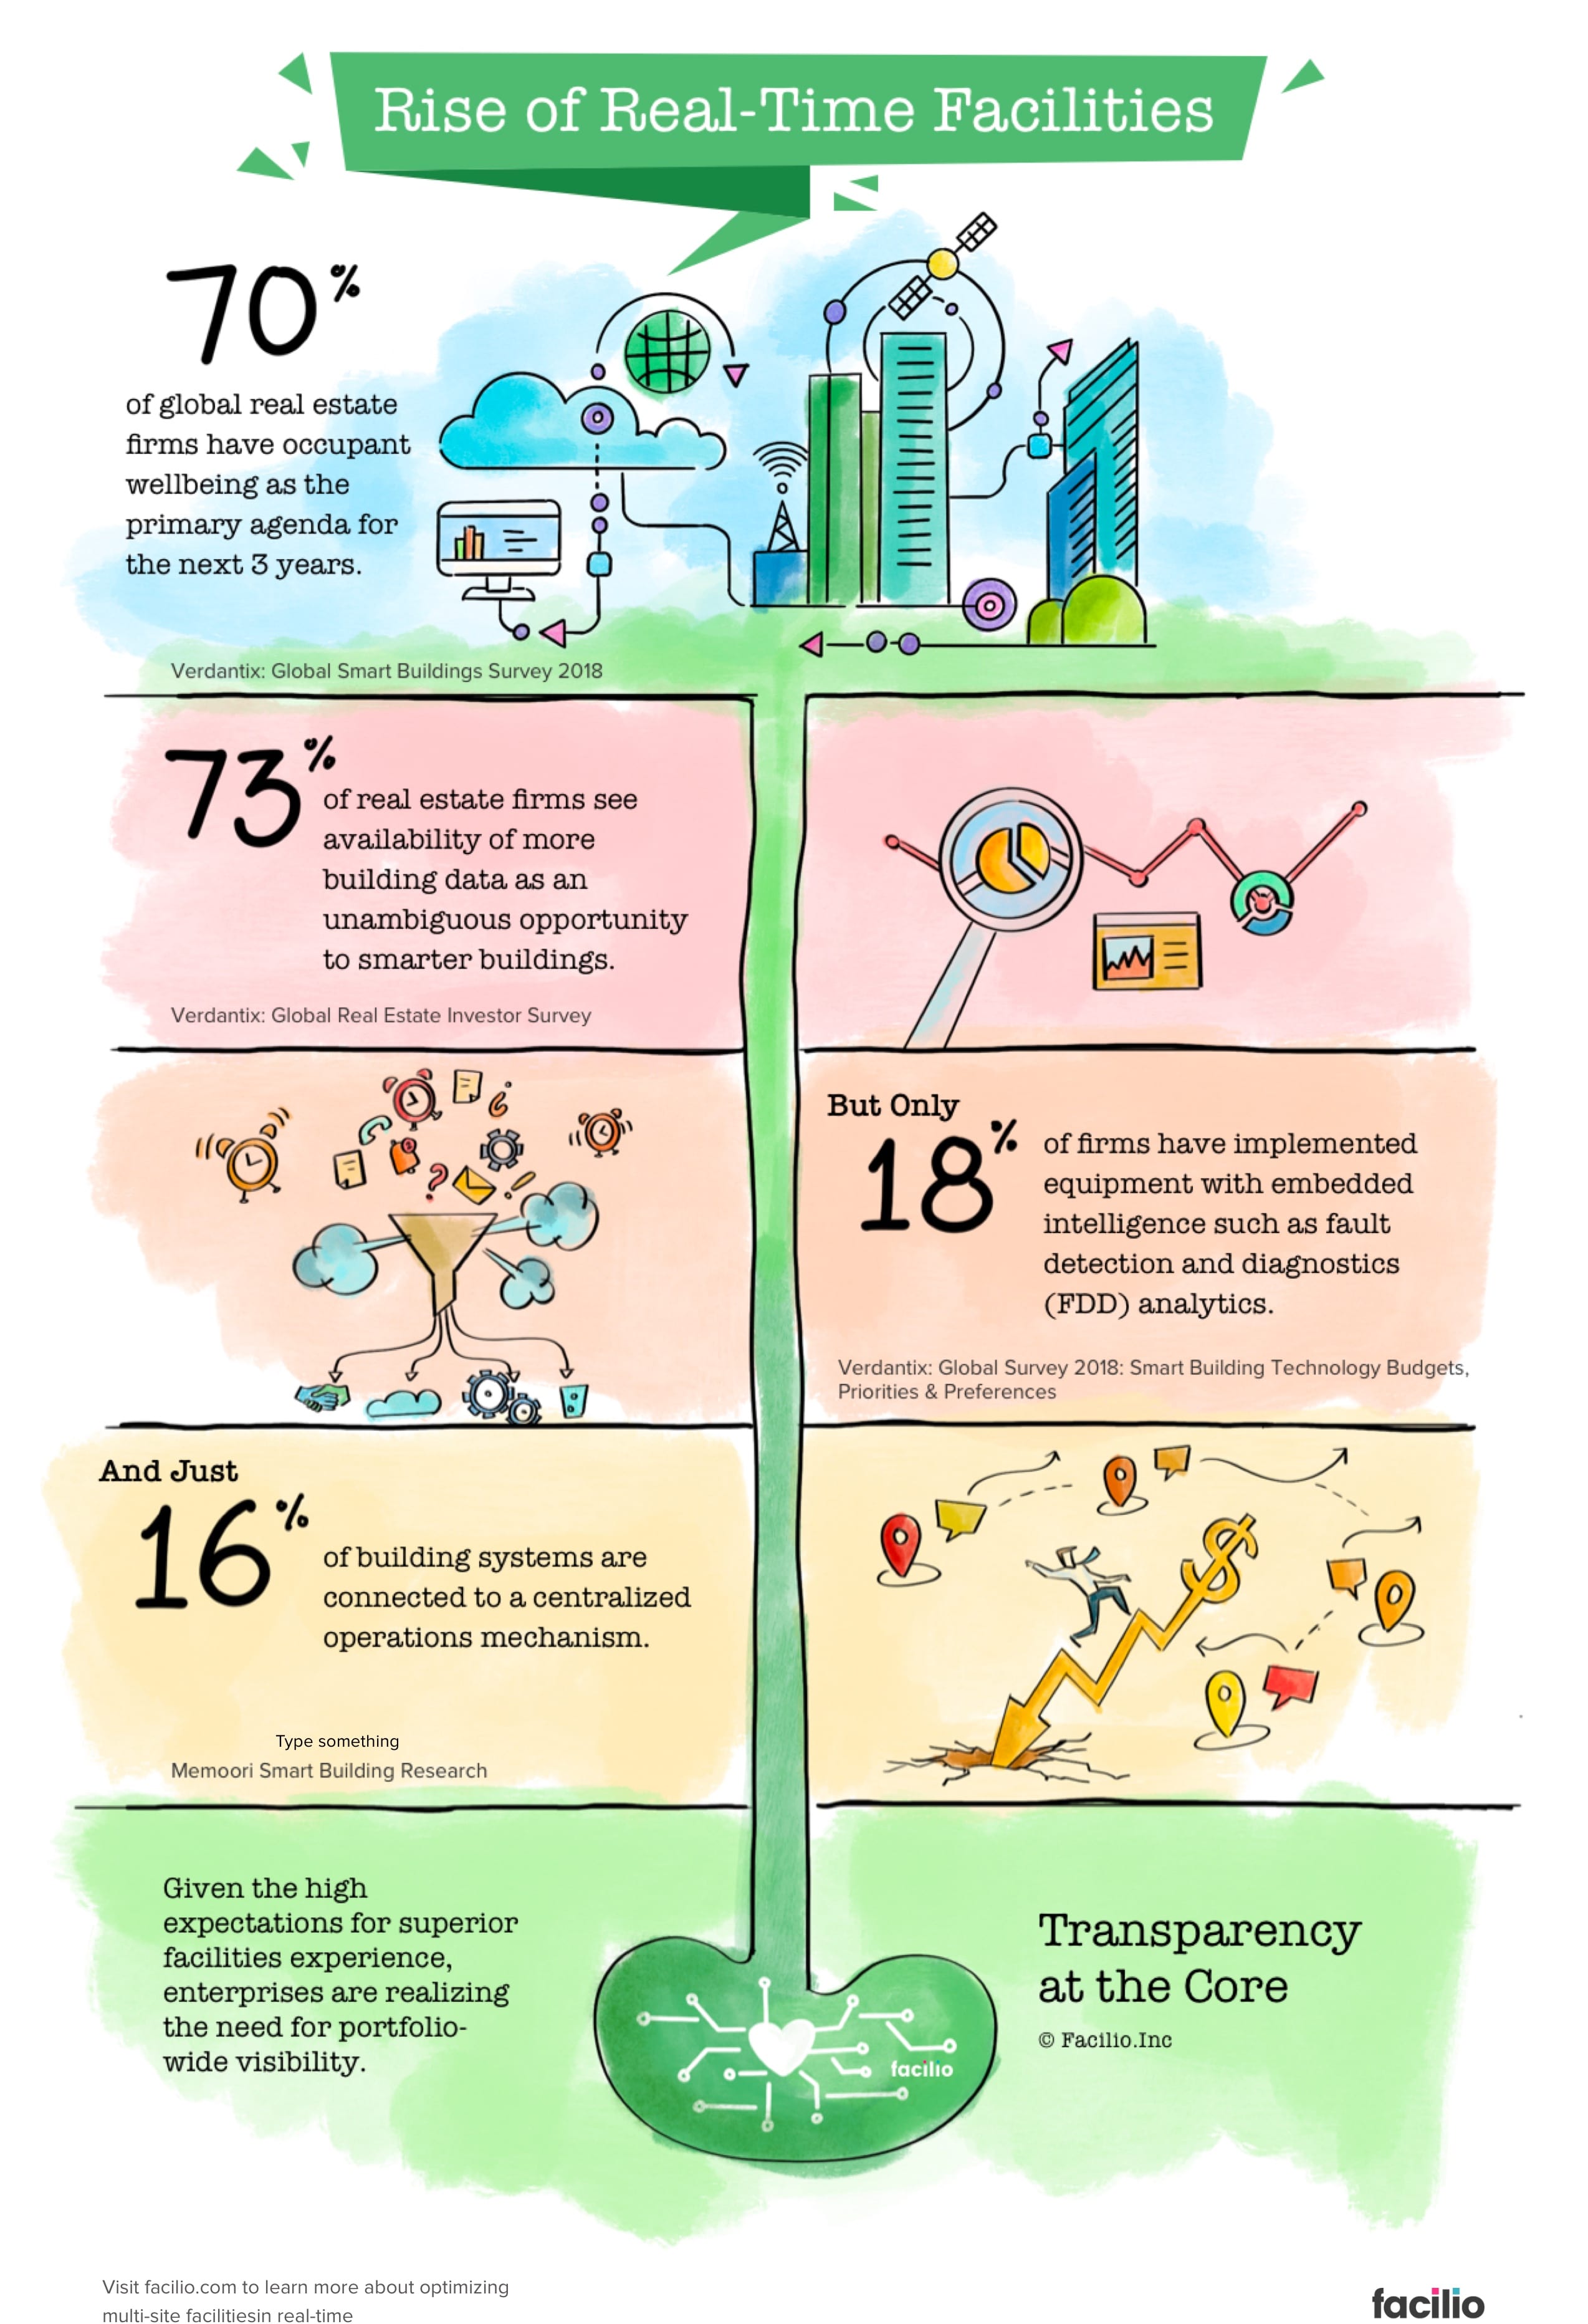 Rise of Real-Time Facilities
70%
of global real estate
firms have occupant
wellbeing as the
primary agenda for
the next 3 years.
Verdantix: Global Smart Buildings Survey 2018
73%
of real estate firms see
availability of more
building data as an
unambiguous opportunity
to smarter buildings.
Verdantix: Global Real Estate Investor Survey
But Only
18%
of firms have implemented
equipment with embedded
intelligence such as fault
detection and diagnostics
(FDD) analytics.
Verdantix: Global Survey 2018: Smart Building Technology Budgets,
Priorities & Preferences
And Just
16%
of building systems are
connected to a centralized
operations mechanism.
Type something
Memoori Smart Building Research
Given the high
expectations for superior
facilities experience,
enterprises are realizing
the need for portfolio-
wide visibility.
facilio
Transparency
at the Core
© Facilio.Inc
Visit facilio.com to learn more about optimizing
multi-site facilitiesin real-time
facilio